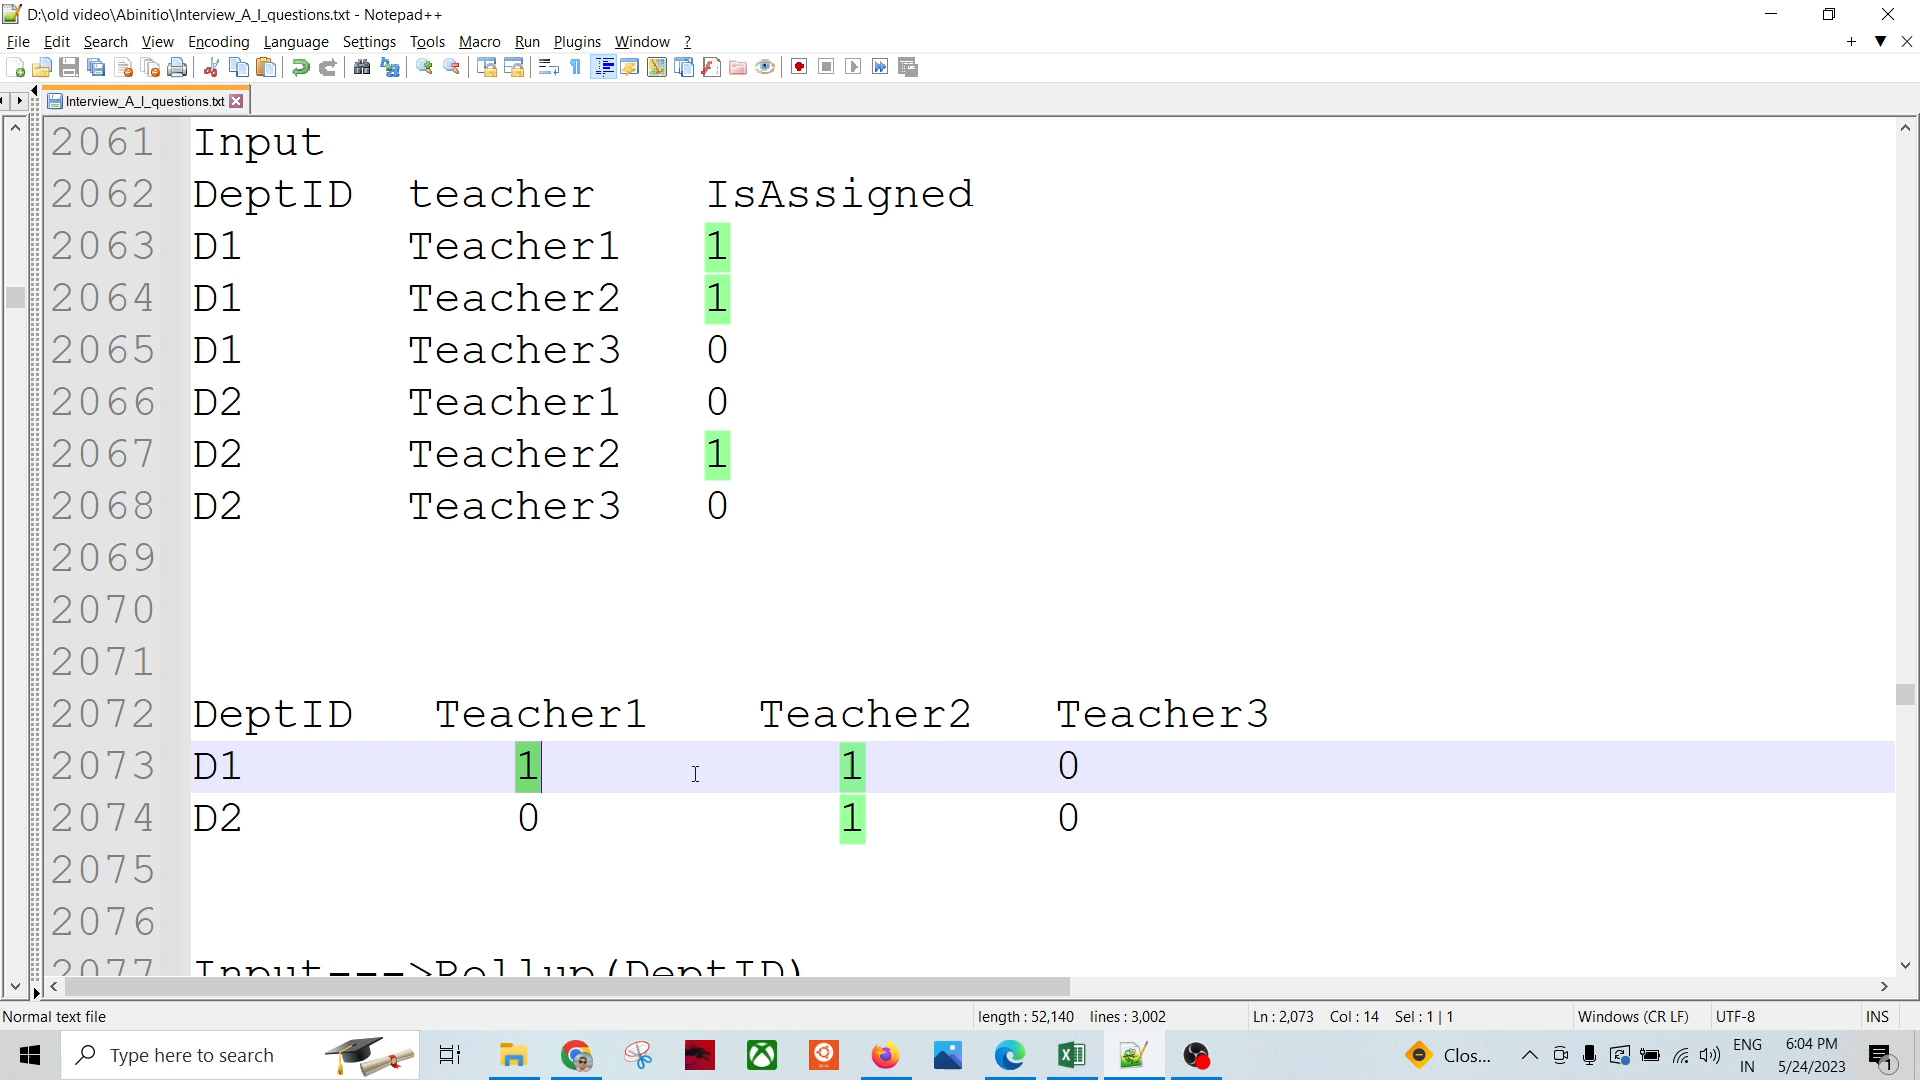 D:\old video\Abinitio\Interview_A_I_questions.txt - Notepad++
File Edit Search View Encoding Language Settings Tools Macro Run Plugins Window ?
Interview_A_I_questions.txt
2061 Input
2062 DeptID teacher IsAssigned
2063 D1 Teacher1 1
2064 D1 Teacher2 1
2065 D1 Teacher3 0
2066 D2 Teacher1 0
2067 D2 Teacher2 1
2068 D2 Teacher3 0
2069
2070
2071
2072 DeptID Teacher1 Teacher2 Teacher3
2073 D1 1 1 0
2074 D2 0 1 0
2075
2076
2077 Input--->Rollup(DeptID)
Normal text file length : 52,140 lines : 3,002 Ln : 2,073 Col : 14 Sel : 1 | 1 Windows (CR LF) UTF-8 INS
Type here to search Clos... ENG IN 6:04 PM 5/24/2023 1